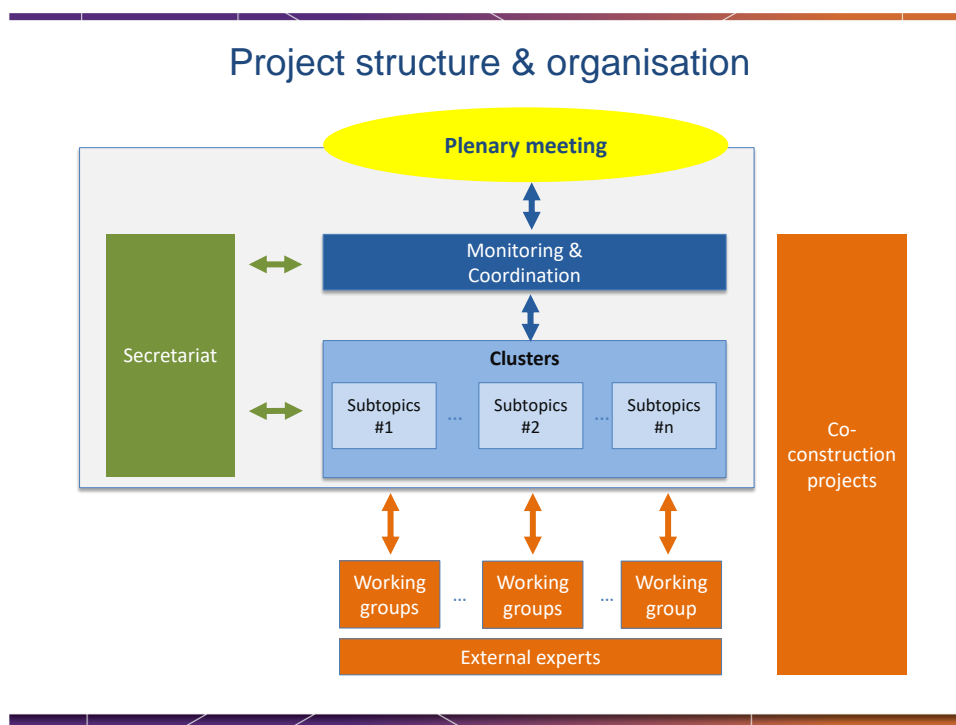 Project structure & organisation
Plenary meeting
Monitoring &
Coordination
Secretariat
Clusters
Subtopics
#1
...
Subtopics
#2
...
Subtopics
#n
Co-
construction
projects
Working
groups
...
Working
groups
...
Working
group
External experts